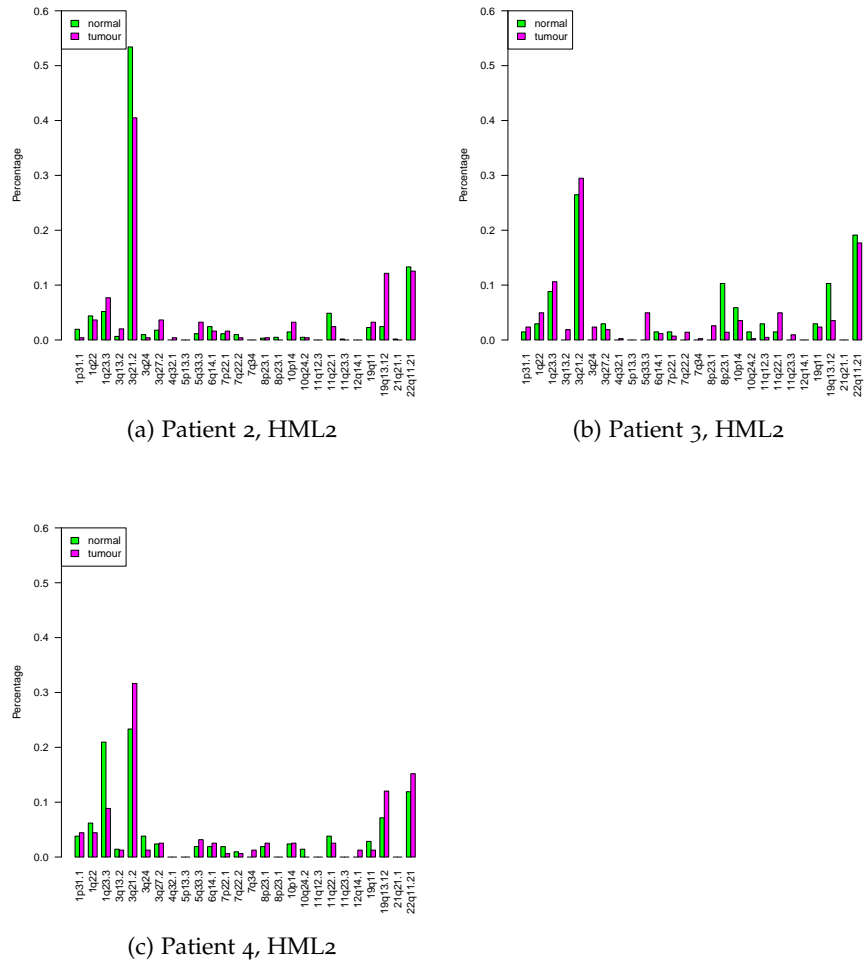 normal
tumour
Percentage
0.6
0.5
0.4
0.3
0.2
0.1
0.0
1p31.1
1q22
1q23.3
3q13.2
3q21.2
3q24
3q27.2
4q32.1
5p13.3
5q33.3
6q14.1
7p22.1
7q22.2
7q34
8p23.1
8p23.1
10p14
10q24.2
11q12.3
11q22.1
11q23.3
12q14.1
19q11
19q13.12
21q21.1
22q11.21
(a) Patient 2, HML2
normal
tumour
Percentage
0.6
0.5
0.4
0.3
0.2
0.1
0.0
1p31.1
1q22
1q23.3
3q13.2
3q21.2
3q24
3q27.2
4q32.1
5p13.3
5q33.3
6q14.1
7p22.1
7q22.2
7q34
8p23.1
8p23.1
10p14
10q24.2
11q12.3
11q22.1
11q23.3
12q14.1
19q11
19q13.12
21q21.1
22q11.21
(b) Patient 3, HML2
normal
tumour
Percentage
0.6
0.5
0.4
0.3
0.2
0.1
0.0
1p31.1
1q22
1q23.3
3q13.2
3q21.2
3q24
3q27.2
4q32.1
5p13.3
5q33.3
6q14.1
7p22.1
7q22.2
7q34
8p23.1
8p23.1
10p14
10q24.2
11q12.3
11q22.1
11q23.3
12q14.1
19q11
19q13.12
21q21.1
22q11.21
(c) Patient 4, HML2